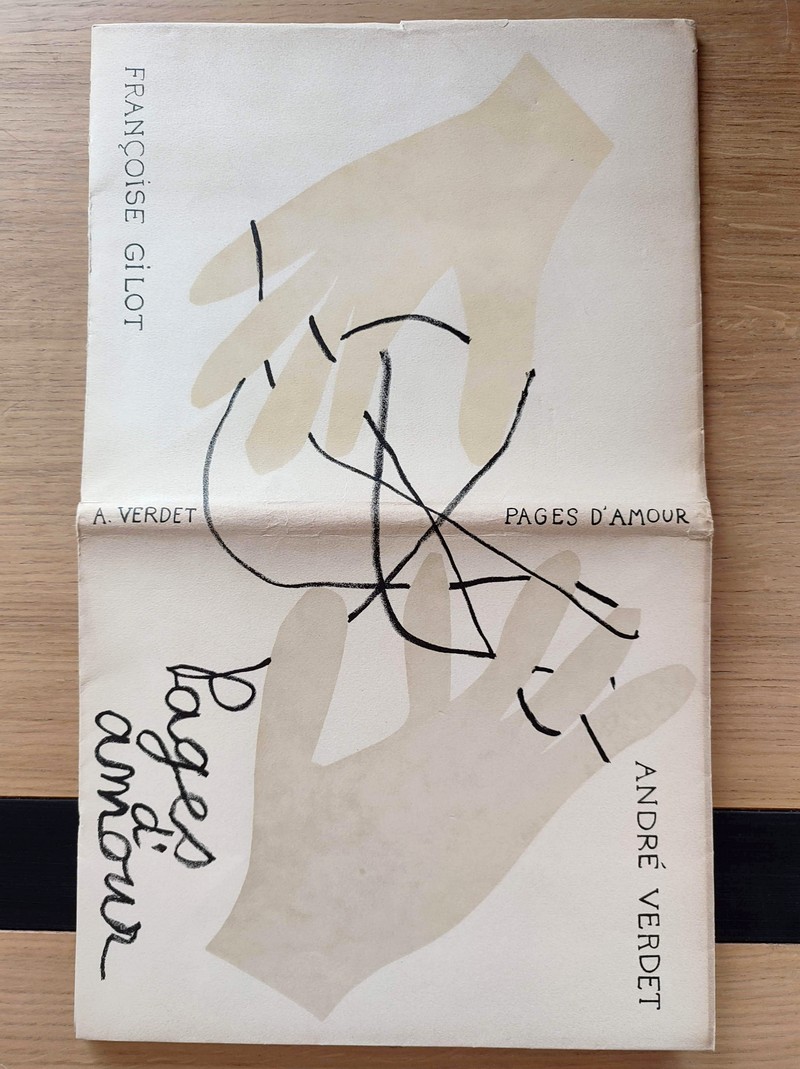 FRANÇOISE GILOT
A. VERDET
PAGES D'AMOUR
ANDRÉ VERDET
Pages
d'
amour